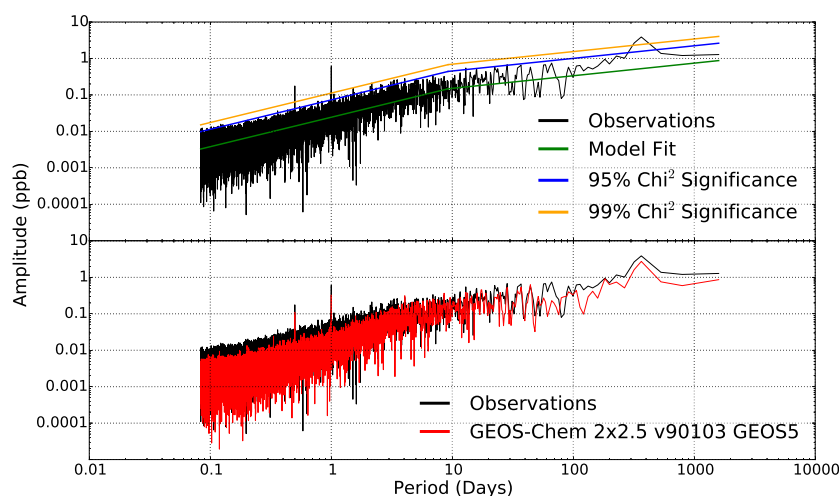 10
1
0.1
0.01
0.001
0.0001
Observations
Model Fit
95% Chi² Significance
99% Chi² Significance
Amplitude (ppb)
10
1
0.1
0.01
0.001
0.0001
Observations
GEOS-Chem 2x2.5 v90103 GEOS5
0.01 0.1 1 10 100 1000 10000
Period (Days)